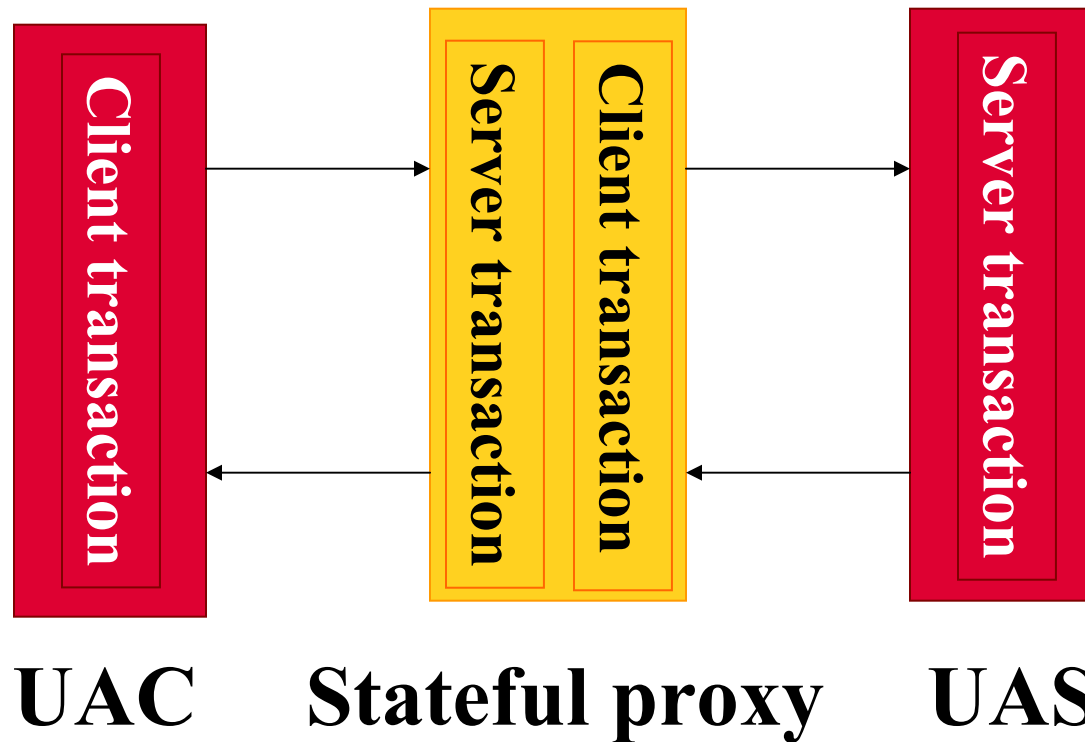 Client transaction
Server transaction
Client transaction
Server transaction
UAC
Stateful proxy
UAS